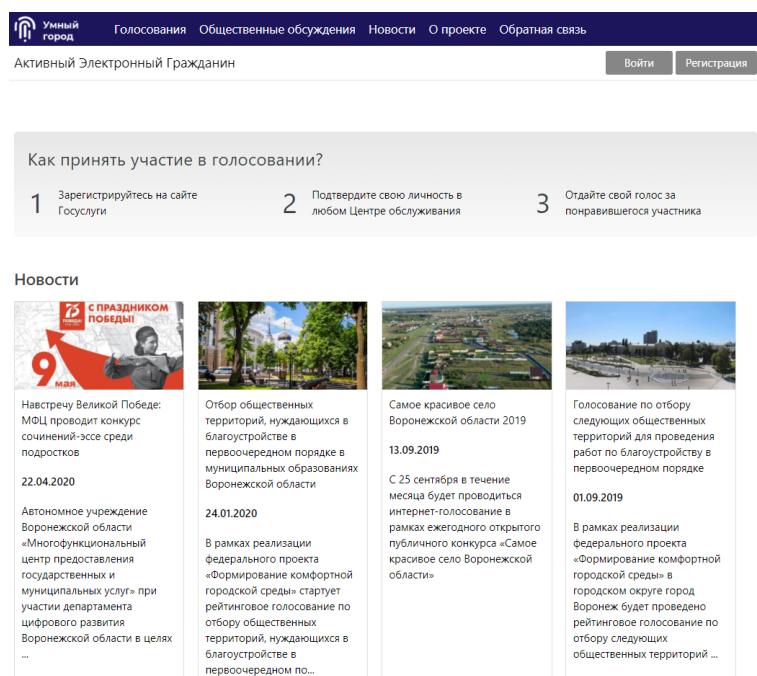 Умный
город
Голосования Общественные обсуждения Новости О проекте Обратная связь
Активный Электронный Гражданин
Войти Регистрация
Как принять участие в голосовании?
1 Зарегистрируйтесь на сайте
Госуслуги
2 Подтвердите свою личность в
любом Центре обслуживания
3 Отдайте свой голос за
понравившегося участника
Новости
75
ПОБЕДА!
С ПРАЗДНИКОМ
ПОБЕДЫ!
9
мая
Навстречу Великой Победе:
МФЦ проводит конкурс
сочинений-эссе среди
подростков
22.04.2020
Автономное учреждение
Воронежской области
«Многофункциональный
центр предоставления
государственных и
муниципальных услуг» при
участии департамента
цифрового развития
Воронежской области в целях
...
Отбор общественных
территорий, нуждающихся в
благоустройстве в
первоочередном порядке в
муниципальных образованиях
Воронежской области
24.01.2020
В рамках реализации
федерального проекта
«Формирование комфортной
городской среды» стартует
рейтинговое голосование по
отбору общественных
территорий, нуждающихся в
благоустройстве в
первоочередном по...
Самое красивое село
Воронежской области 2019
13.09.2019
С 25 сентября в течение
месяца будет проводиться
интернет-голосование в
рамках ежегодного открытого
публичного конкурса «Самое
красивое село Воронежской
области»
Голосование по отбору
следующих общественных
территорий для проведения
работ по благоустройству в
первоочередном порядке
01.09.2019
В рамках реализации
федерального проекта
«Формирование комфортной
городской среды» в
городском округе город
Воронеж будет проведено
рейтинговое голосование по
отбору следующих
общественных территорий ...